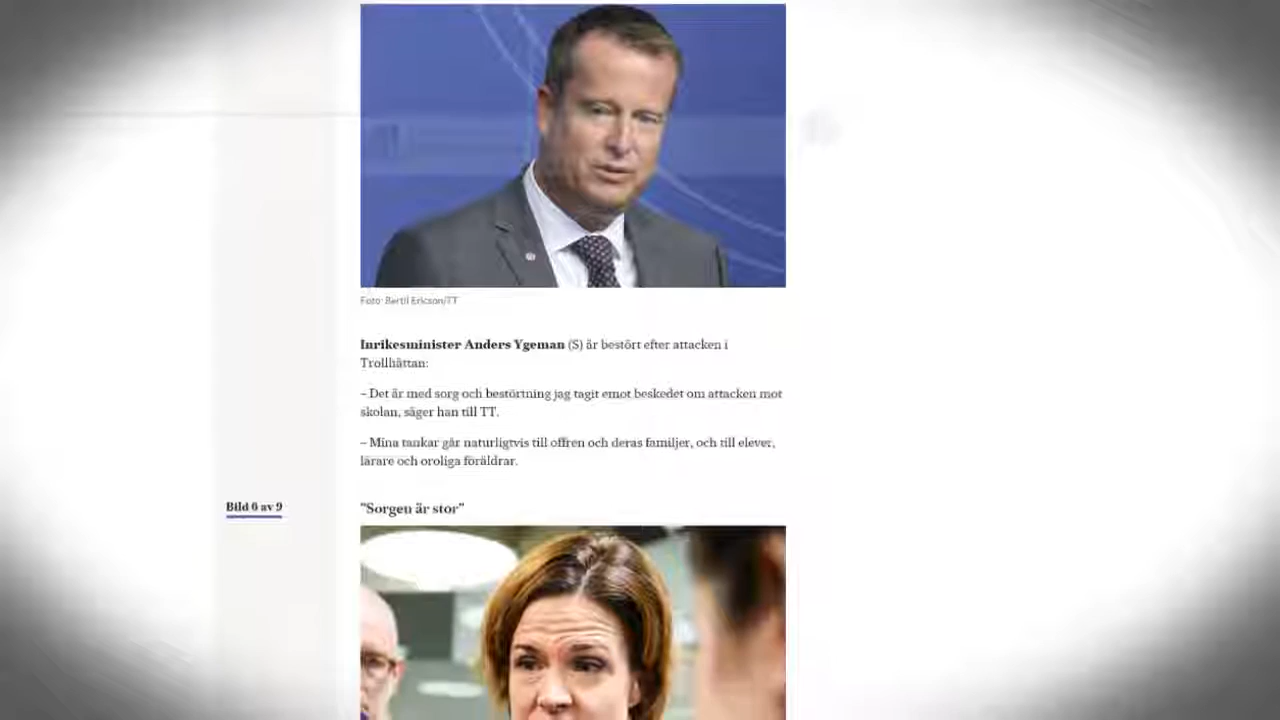 Foto: Bertil Ericson/TT
Inrikesminister Anders Ygeman (S) är bestört efter attacken i
Trollhättan:
– Det är med sorg och bestörtning jag tagit emot beskedet om attacken mot
skolan, säger han till TT.
– Mina tankar går naturligtvis till offren och deras familjer, och till elever,
lärare och oroliga föräldrar.
Bild 6 av 9
"Sorgen är stor"